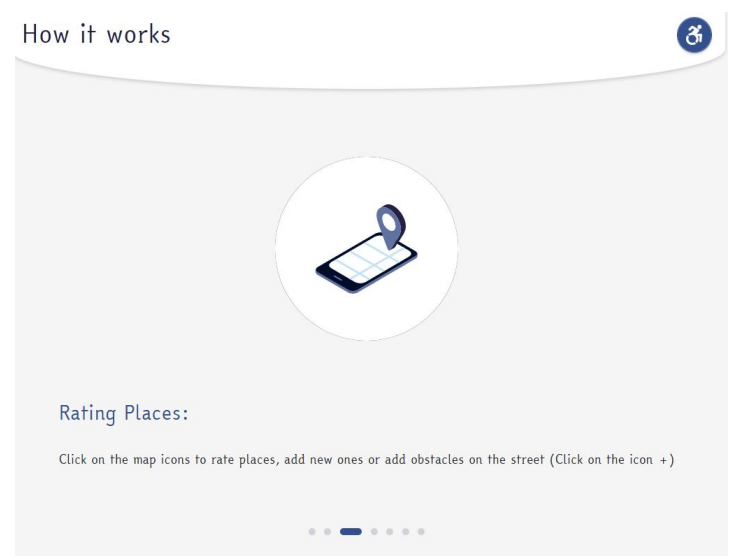 How it works
Rating Places:
Click on the map icons to rate places, add new ones or add obstacles on the street (Click on the icon +)